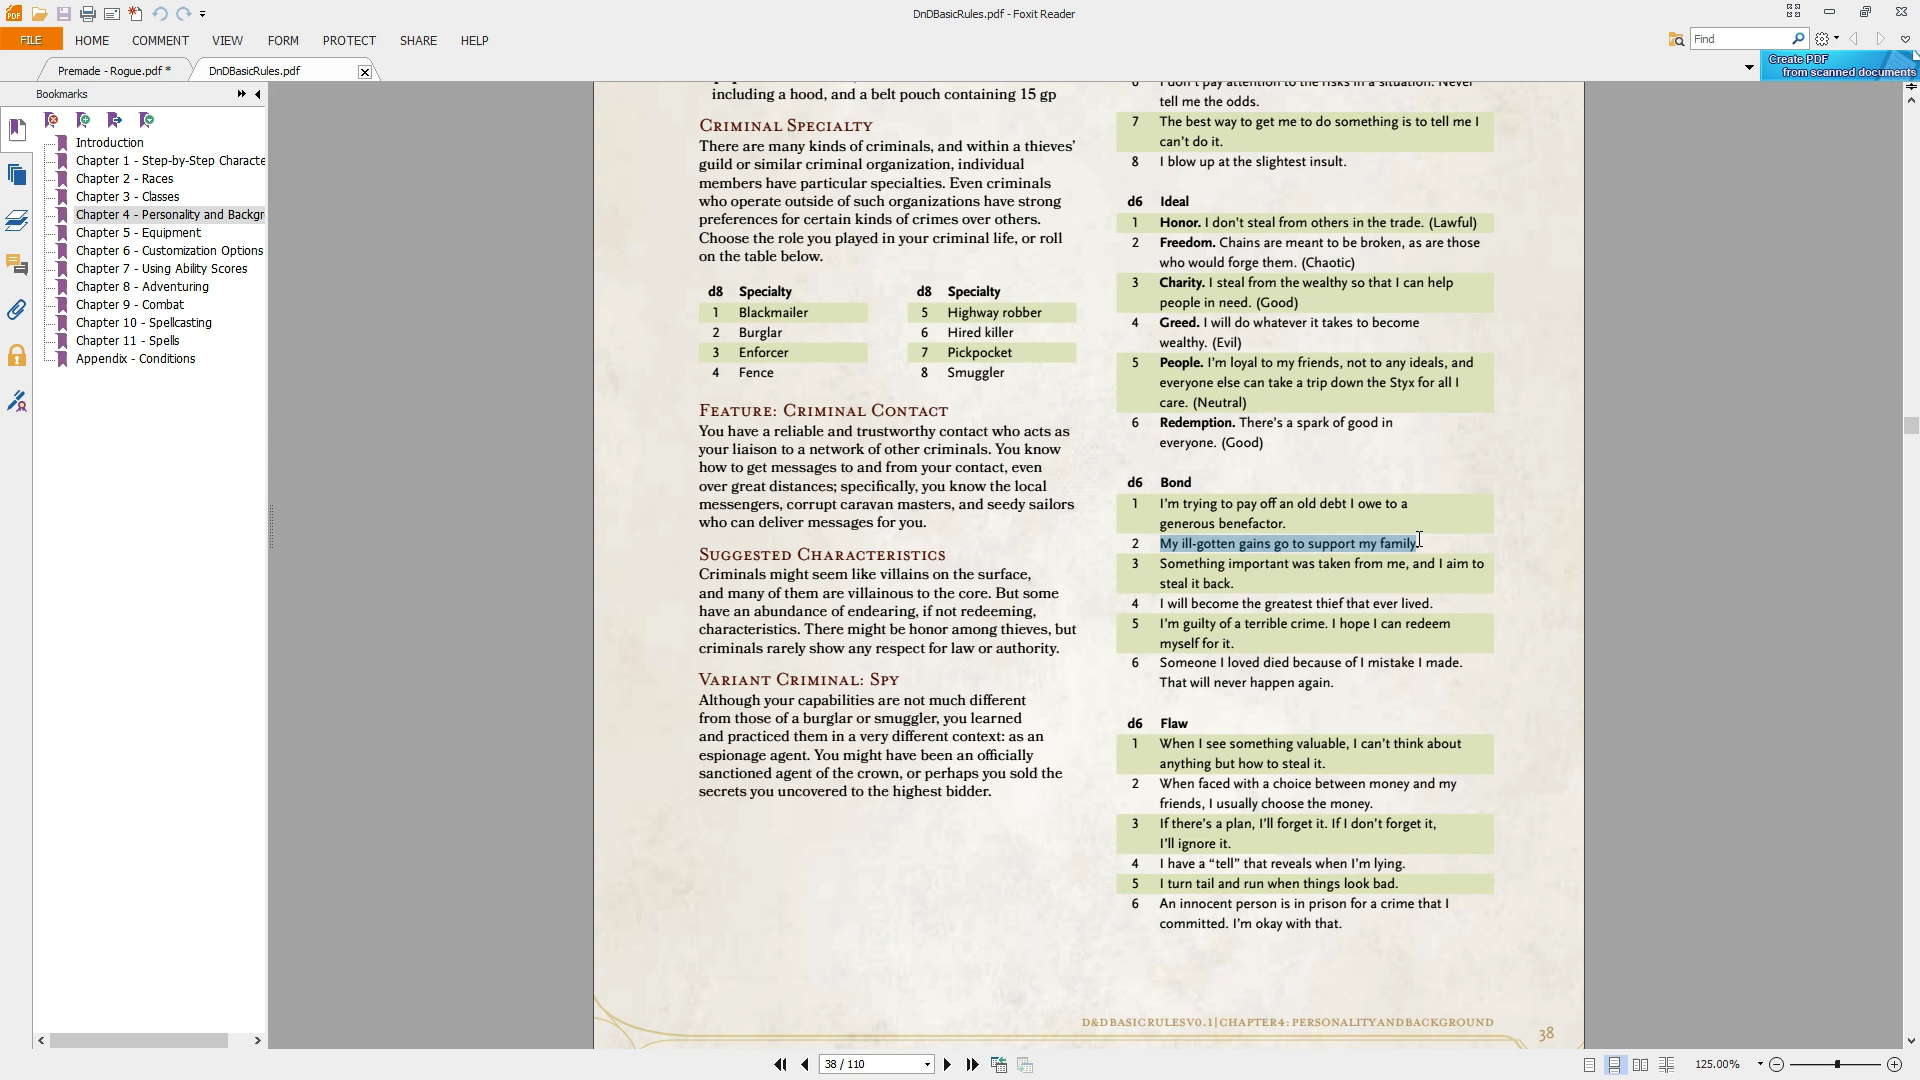 DnDBasicRules.pdf - Foxit Reader
FILE HOME COMMENT VIEW FORM PROTECT SHARE HELP
Find
Premade - Rogue.pdf *
DnDBasicRules.pdf
Create PDF
from scanned documents
Bookmarks
Introduction
Chapter 1 - Step-by-Step Characte
Chapter 2 - Races
Chapter 3 - Classes
Chapter 4 - Personality and Backgr
Chapter 5 - Equipment
Chapter 6 - Customization Options
Chapter 7 - Using Ability Scores
Chapter 8 - Adventuring
Chapter 9 - Combat
Chapter 10 - Spellcasting
Chapter 11 - Spells
Appendix - Conditions
including a hood, and a belt pouch containing 15 gp
CRIMINAL SPECIALTY
There are many kinds of criminals, and within a thieves'
guild or similar criminal organization, individual
members have particular specialties. Even criminals
who operate outside of such organizations have strong
preferences for certain kinds of crimes over others.
Choose the role you played in your criminal life, or roll
on the table below.
d8 Specialty d8 Specialty
1 Blackmailer 5 Highway robber
2 Burglar 6 Hired killer
3 Enforcer 7 Pickpocket
4 Fence 8 Smuggler
FEATURE: CRIMINAL CONTACT
You have a reliable and trustworthy contact who acts as
your liaison to a network of other criminals. You know
how to get messages to and from your contact, even
over great distances; specifically, you know the local
messengers, corrupt caravan masters, and seedy sailors
who can deliver messages for you.
SUGGESTED CHARACTERISTICS
Criminals might seem like villains on the surface,
and many of them are villainous to the core. But some
have an abundance of endearing, if not redeeming,
characteristics. There might be honor among thieves, but
criminals rarely show any respect for law or authority.
VARIANT CRIMINAL: SPY
Although your capabilities are not much different
from those of a burglar or smuggler, you learned
and practiced them in a very different context: as an
espionage agent. You might have been an officially
sanctioned agent of the crown, or perhaps you sold the
secrets you uncovered to the highest bidder.
6 I don't pay attention to the risks in a situation. Never
tell me the odds.
7 The best way to get me to do something is to tell me I
can't do it.
8 I blow up at the slightest insult.
d6 Ideal
1 Honor. I don't steal from others in the trade. (Lawful)
2 Freedom. Chains are meant to be broken, as are those
who would forge them. (Chaotic)
3 Charity. I steal from the wealthy so that I can help
people in need. (Good)
4 Greed. I will do whatever it takes to become
wealthy. (Evil)
5 People. I'm loyal to my friends, not to any ideals, and
everyone else can take a trip down the Styx for all I
care. (Neutral)
6 Redemption. There's a spark of good in
everyone. (Good)
d6 Bond
1 I'm trying to pay off an old debt I owe to a
generous benefactor.
2 My ill-gotten gains go to support my family.
3 Something important was taken from me, and I aim to
steal it back.
4 I will become the greatest thief that ever lived.
5 I'm guilty of a terrible crime. I hope I can redeem
myself for it.
6 Someone I loved died because of I mistake I made.
That will never happen again.
d6 Flaw
1 When I see something valuable, I can't think about
anything but how to steal it.
2 When faced with a choice between money and my
friends, I usually choose the money.
3 If there's a plan, I'll forget it. If I don't forget it,
I'll ignore it.
4 I have a "tell" that reveals when I'm lying.
5 I turn tail and run when things look bad.
6 An innocent person is in prison for a crime that I
committed. I'm okay with that.
D&D BASIC RULES V0.1 | CHAPTER 4: PERSONALITY AND BACKGROUND
38
38 / 110
125.00%